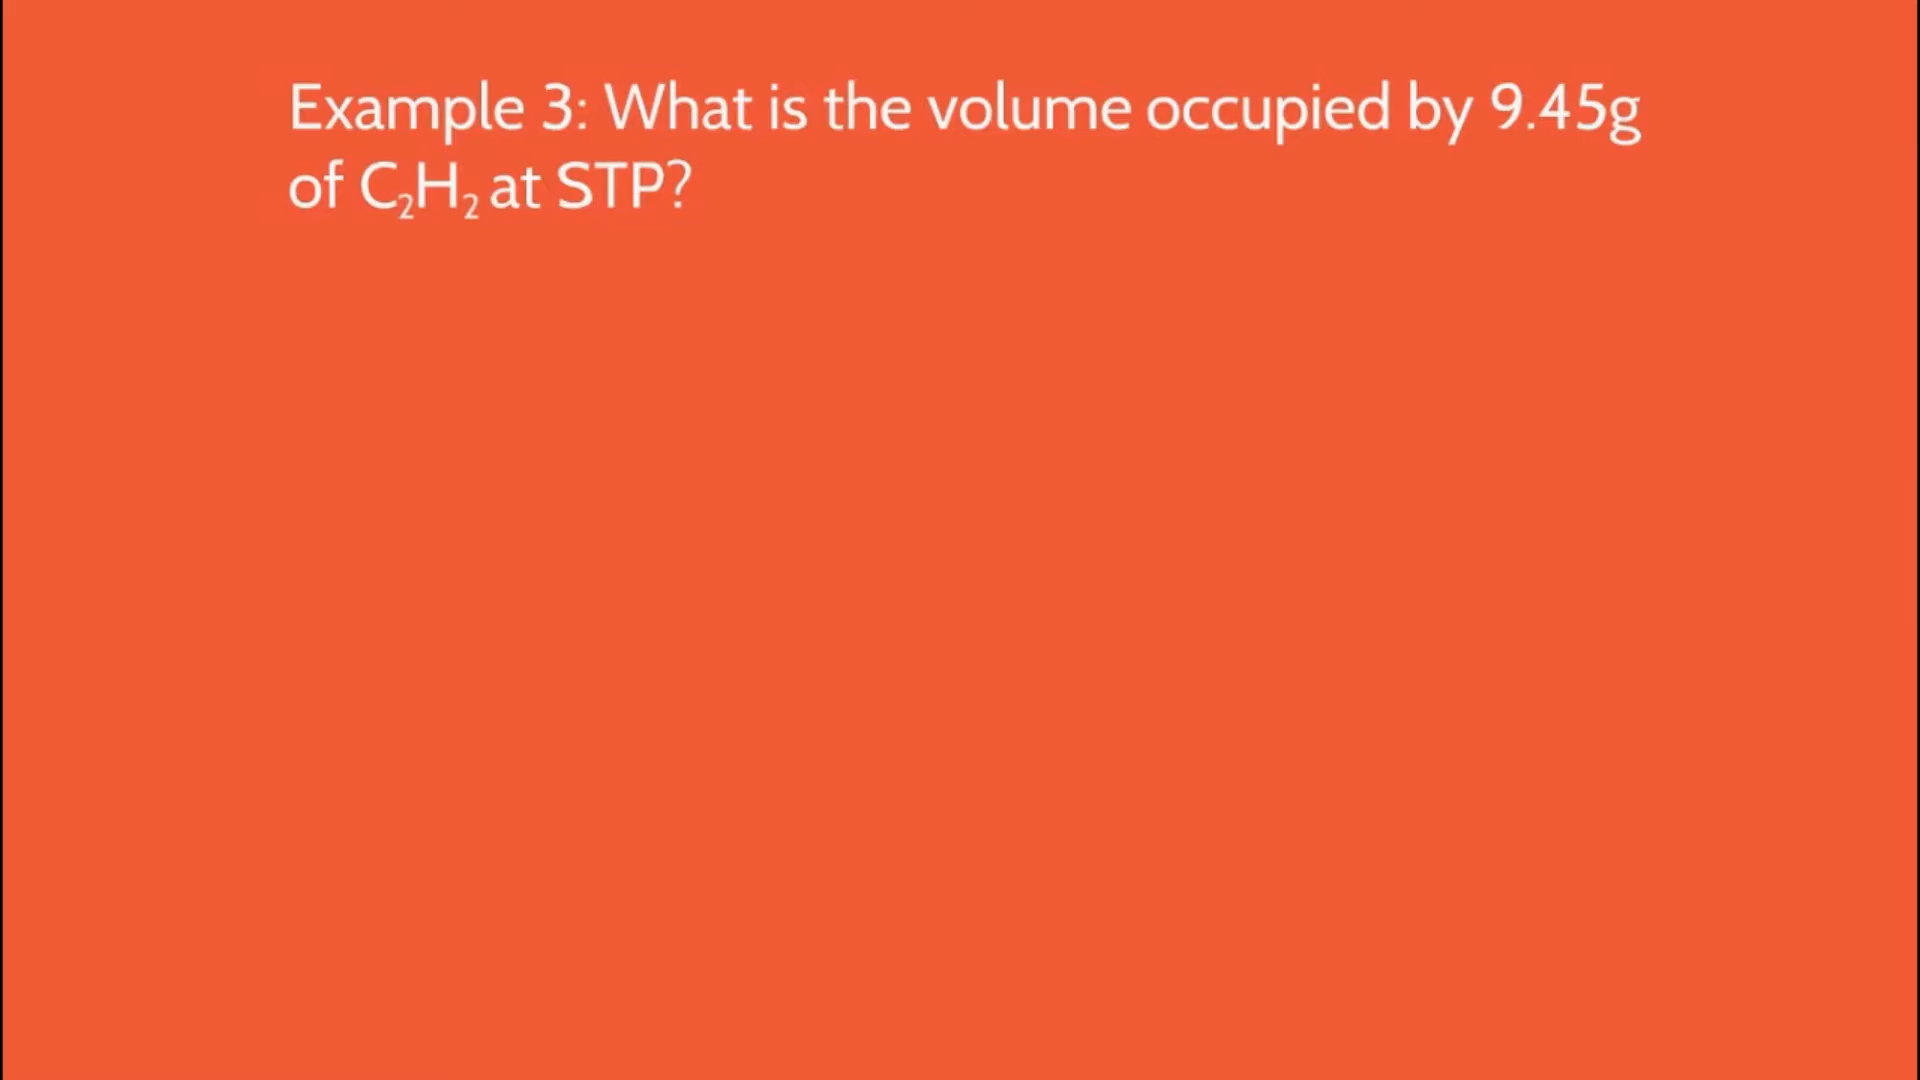 Example 3: What is the volume occupied by 9.45g
of C₂H₂ at STP?